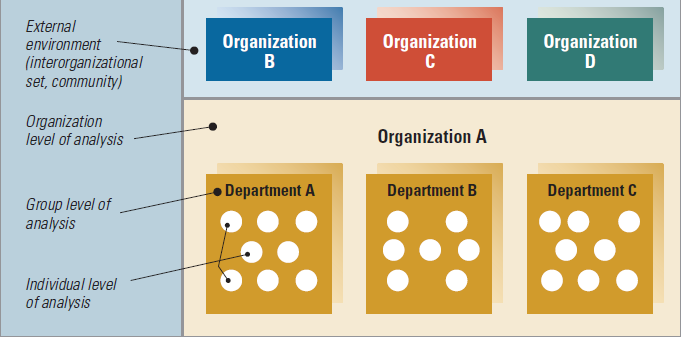 External
environment
(interorganizational
set, community)
Organization
B
Organization
C
Organization
D
Organization
level of analysis
Organization A
Group level of
analysis
Department A
Department B
Department C
Individual level
of analysis